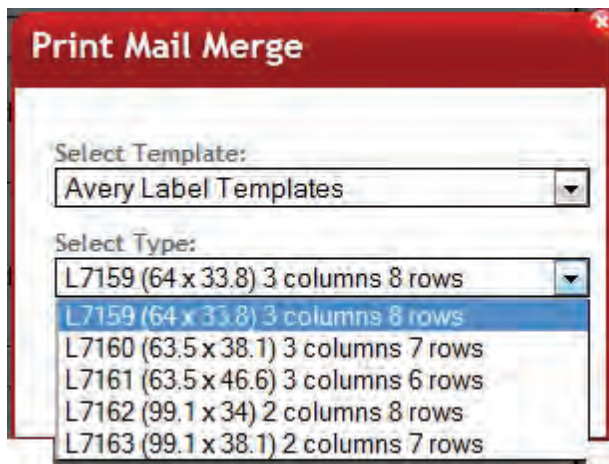 Print Mail Merge
Select Template:
Avery Label Templates
Select Type:
L7159 (64 x 33.8) 3 columns 8 rows
L7159 (64 x 33.8) 3 columns 8 rows
L7160 (63.5 x 38.1) 3 columns 7 rows
L7161 (63.5 x 46.6) 3 columns 6 rows
L7162 (99.1 x 34) 2 columns 8 rows
L7163 (99.1 x 38.1) 2 columns 7 rows